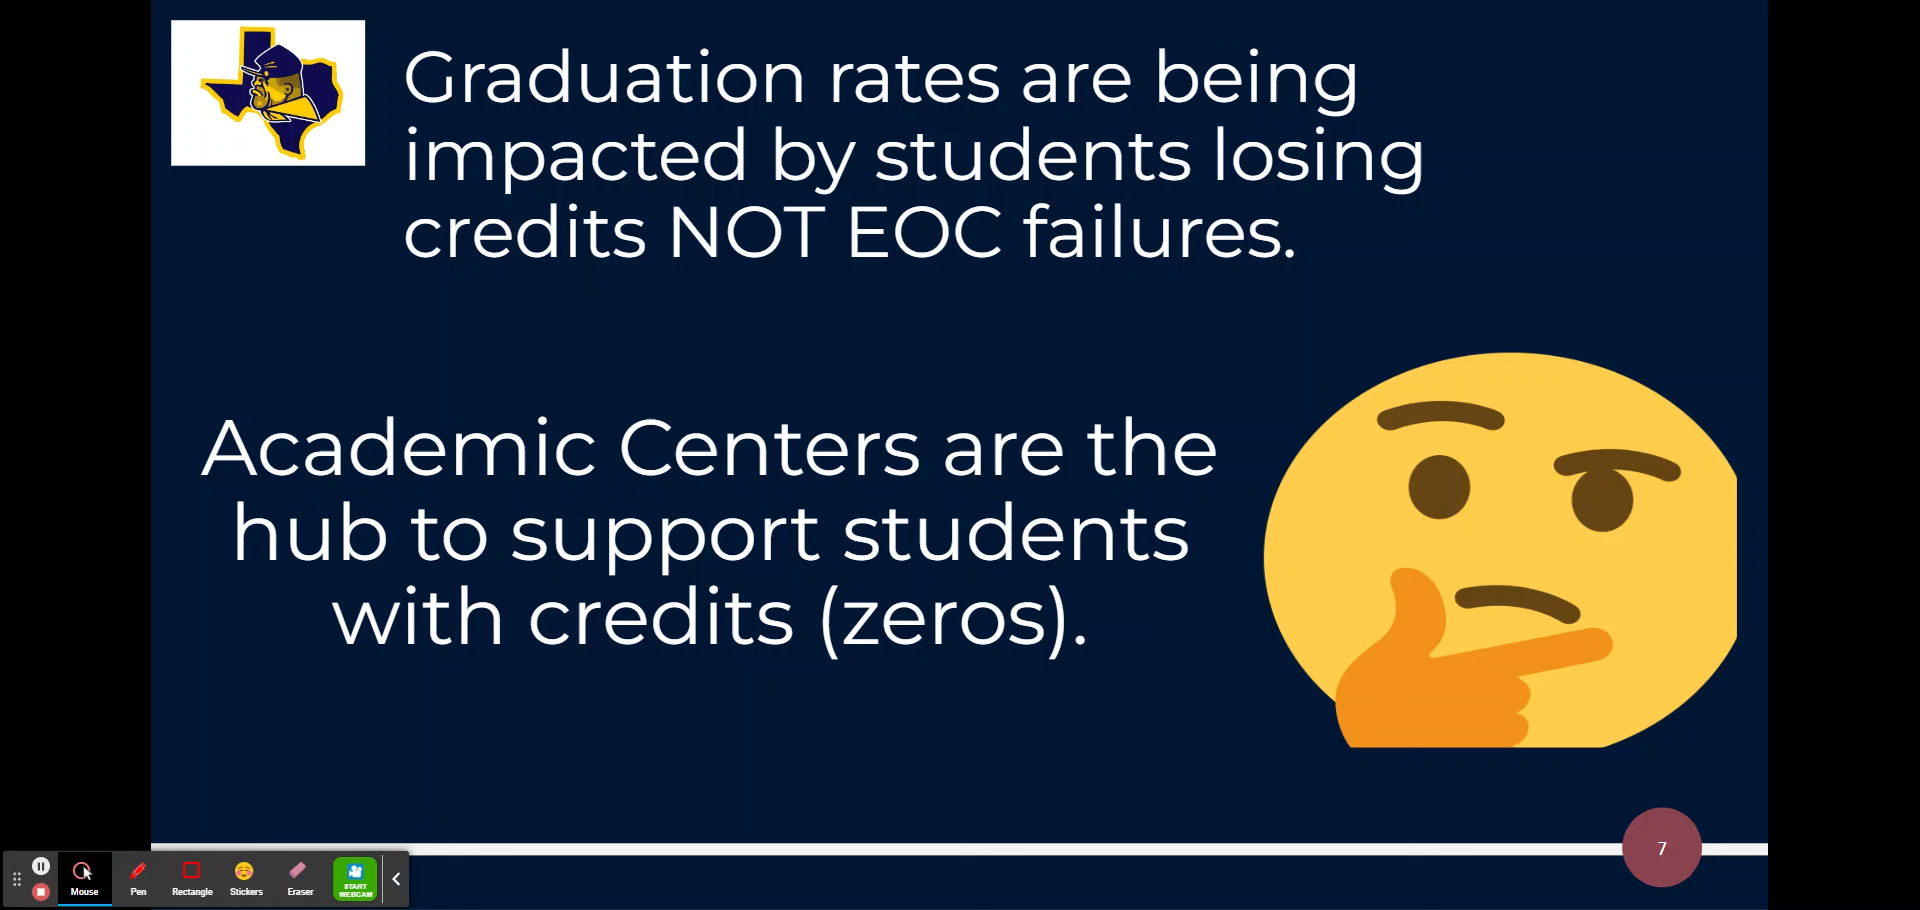 Graduation rates are being
impacted by students losing
credits NOT EOC failures.
Academic Centers are the
hub to support students
with credits (zeros).
7
Mouse
Pen
Rectangle
Stickers
Eraser
START
WEBCAM